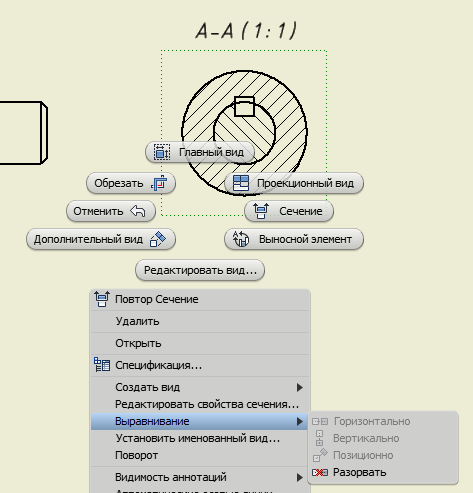 A-A ( 1 : 1 )
Главный вид
Обрезать
Проекционный вид
Отменить
Сечение
Дополнительный вид
Выносной элемент
Редактировать вид...
Повтор Сечение
Удалить
Открыть
Спецификация...
Создать вид
Редактировать свойства сечения...
Выравнивание
Горизонтально
Установить именованный вид...
Вертикально
Поворот
Позиционно
Видимость аннотаций
Разорвать